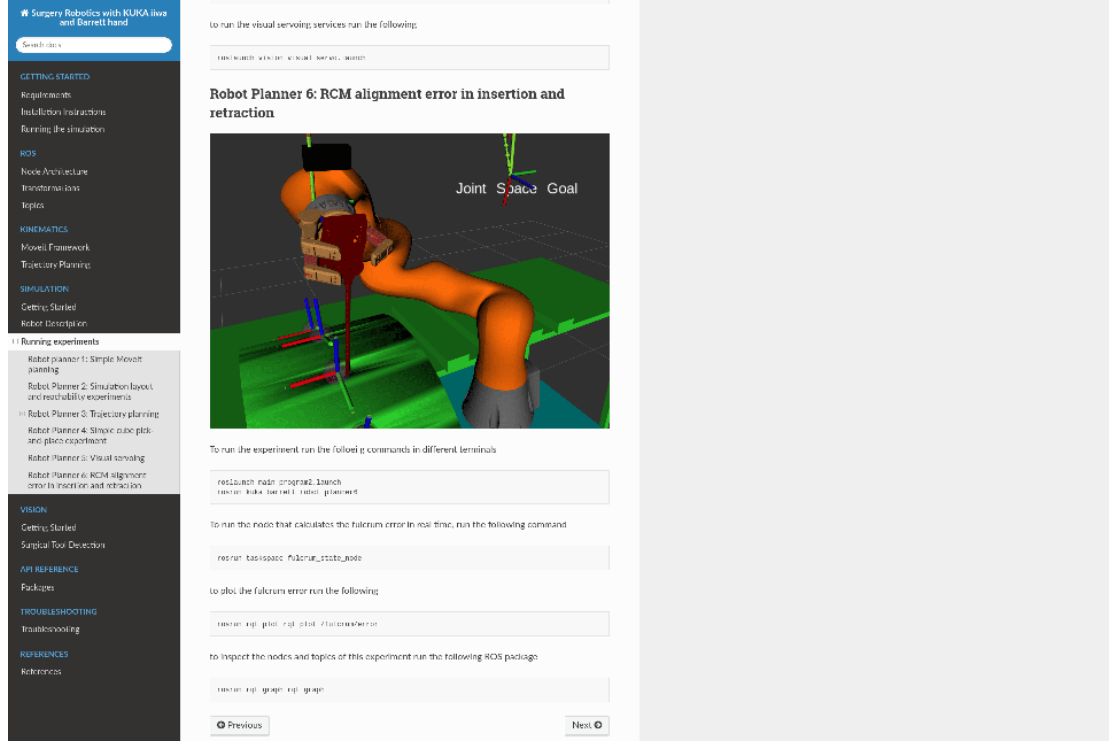 Surgery Robotics with KUKA iiwa
and Barrett hand
Search docs
GETTING STARTED
Requirements
Installation Instructions
Running the simulation
ROS
Node Architecture
Transformations
Topics
KINEMATICS
Moveit Framework
Trajectory Planning
SIMULATION
Getting Started
Robot Description
Running experiments
Robot planner 1: Simple Moveit
planning
Robot Planner 2: Simulation layout
and reachability experiments
Robot Planner 3: Trajectory planning
Robot Planner 4: Simple cube pick-
and-place experiment
Robot Planner 5: Visual servoing
Robot Planner 6: RCM alignment
error in insertion and retraction
VISION
Getting Started
Surgical Tool Detection
API REFERENCE
Packages
TROUBLESHOOTING
Troubleshooting
REFERENCES
References
to run the visual servoing services run the following
roslaunch vision visual_servo.launch
Robot Planner 6: RCM alignment error in insertion and
retraction
Joint Space Goal
To run the experiment run the folloei g commands in different terminals
roslaunch main program2.launch
rosrun kuka_barrett robot_planner6
To run the node that calculates the fulcrum error in real time, run the following command
rosrun taskspace fulcrum_state_node
to plot the fulcrum error run the following
rosrun rqt_plot rqt_plot /fulcrum/error
to inspect the nodes and topics of this experiment run the following ROS package
rosrun rqt_graph rqt_graph
Previous
Next